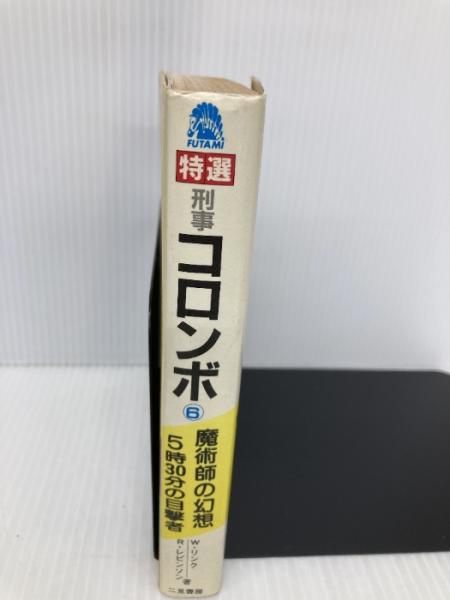 FUTAMI
特選
刑事
コロンボ
⑥
魔術師の幻想
5時30分の目撃者
W・リンク
R・レビンソン
著
二見書房